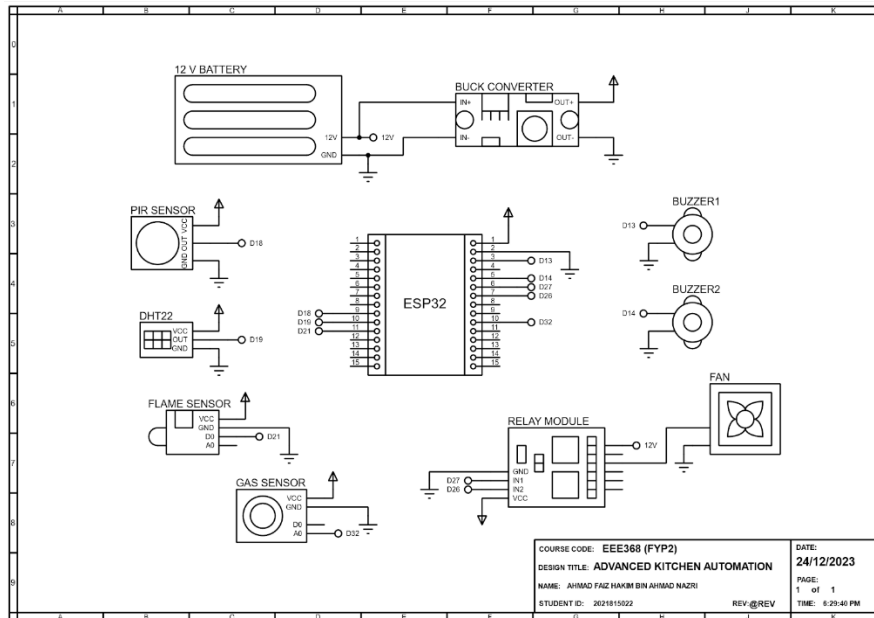 A B C D E F G H I J K
0
1
2
3
4
5
6
7
8
9
12 V BATTERY
12V
12V
GND
BUCK CONVERTER
IN+
IN-
OUT+
OUT-
PIR SENSOR
VCC
OUT
GND
D18
DHT22
VCC
OUT
GND
D19
FLAME SENSOR
VCC
GND
D0
A0
D21
GAS SENSOR
VCC
GND
D0
A0
D32
ESP32
1
2
3
4
5
6
7
8
9
10
11
12
13
14
15
D18
D19
D21
1
2
3
4
5
6
7
8
9
10
11
12
13
14
15
D13
D14
D27
D26
D32
BUZZER1
D13
BUZZER2
D14
FAN
RELAY MODULE
GND
IN1
IN2
VCC
D27
D26
12V
COURSE CODE: EEE368 (FYP2)
DESIGN TITLE: ADVANCED KITCHEN AUTOMATION
NAME: AHMAD FAIZ HAKIM BIN AHMAD NAZRI
STUDENT ID: 2021815022 REV:@REV
DATE:
24/12/2023
PAGE:
1 of 1
TIME: 6:29:40 PM
A B C D E F G H I J K